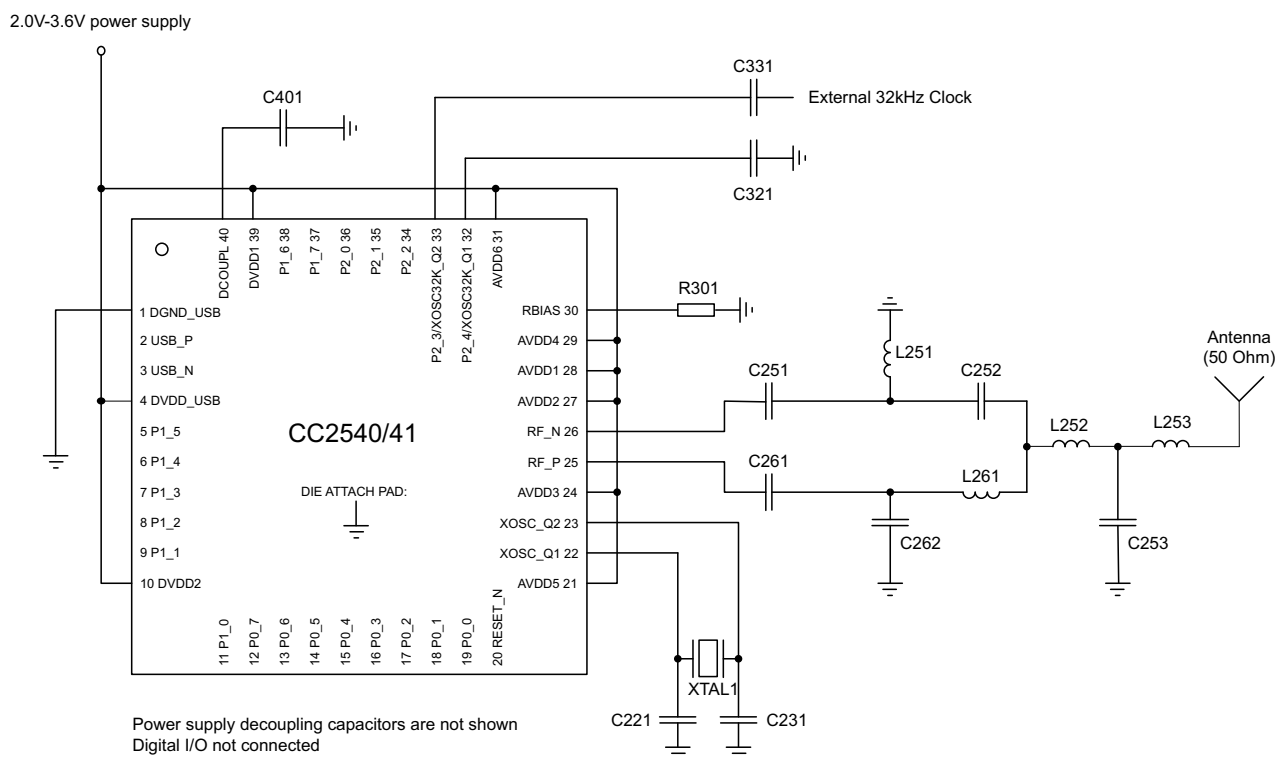 2.0V-3.6V power supply
C331
External 32kHz Clock
C401
C321
DCOUPL 40
DVDD1 39
P1_6 38
P1_7 37
P2_0 36
P2_1 35
P2_2 34
P2_3/XOSC32K_Q2 33
P2_4/XOSC32K_Q1 32
AVDD6 31
1 DGND_USB
2 USB_P
3 USB_N
4 DVDD_USB
5 P1_5
6 P1_4
7 P1_3
8 P1_2
9 P1_1
10 DVDD2
CC2540/41
DIE ATTACH PAD:
RBIAS 30
AVDD4 29
AVDD1 28
AVDD2 27
RF_N 26
RF_P 25
AVDD3 24
XOSC_Q2 23
XOSC_Q1 22
AVDD5 21
11 P1_0
12 P0_7
13 P0_6
14 P0_5
15 P0_4
16 P0_3
17 P0_2
18 P0_1
19 P0_0
20 RESET_N
R301
L251
C251
C252
Antenna
(50 Ohm)
L252
L253
C261
L261
C262
C253
XTAL1
C221
C231
Power supply decoupling capacitors are not shown
Digital I/O not connected